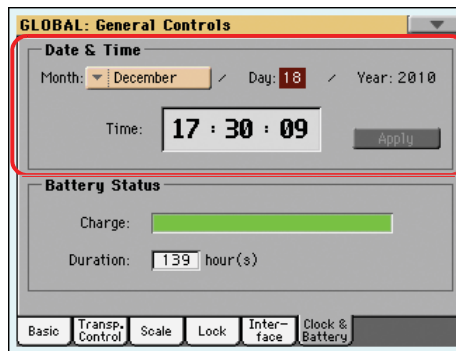 GLOBAL: General Controls
Date & Time
Month: December / Day: 18 / Year: 2010
Time: 17 : 30 : 09
Apply
Battery Status
Charge:
Duration: 139 hour(s)
Basic
Transp. Control
Scale
Lock
Inter-face
Clock & Battery